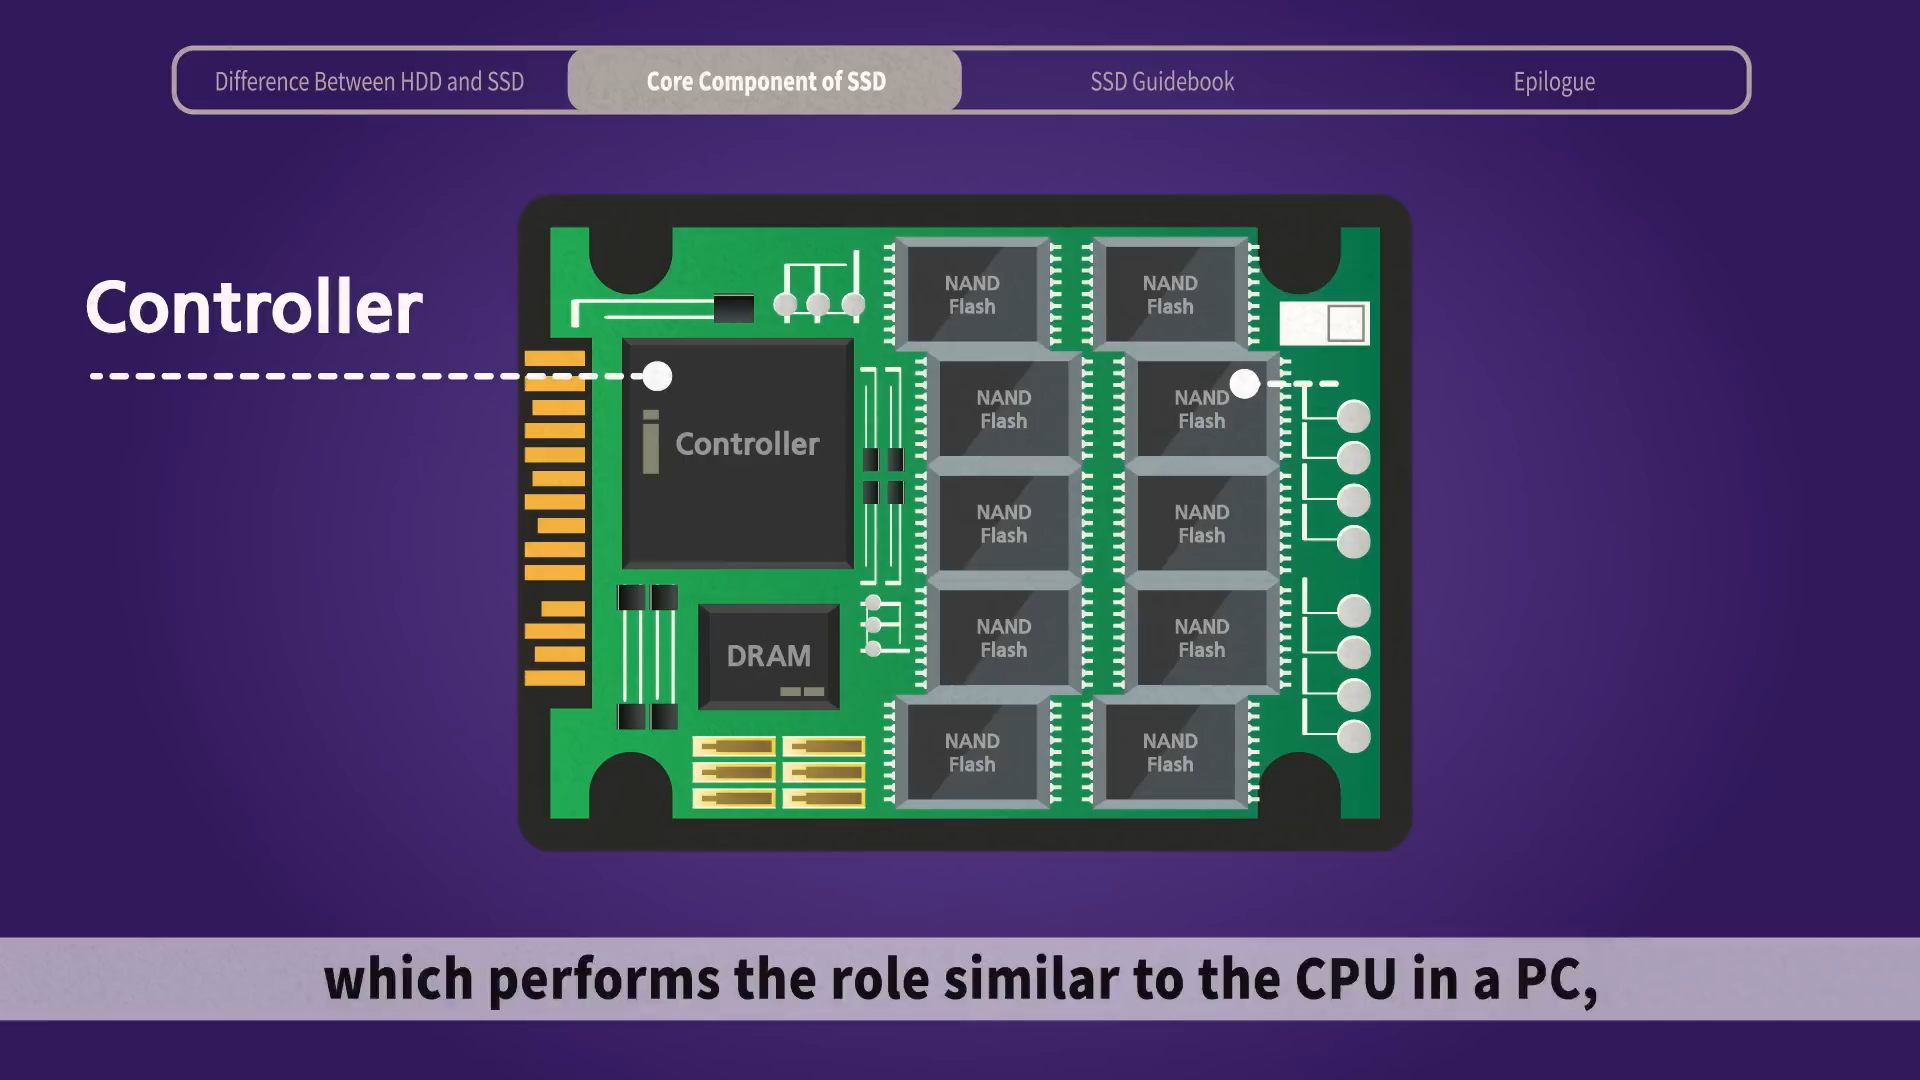 Difference Between HDD and SSD
Core Component of SSD
SSD Guidebook
Epilogue
Controller
NAND
Flash
NAND
Flash
NAND
Flash
NAND
Flash
Controller
NAND
Flash
NAND
Flash
NAND
Flash
NAND
Flash
DRAM
NAND
Flash
NAND
Flash
which performs the role similar to the CPU in a PC,